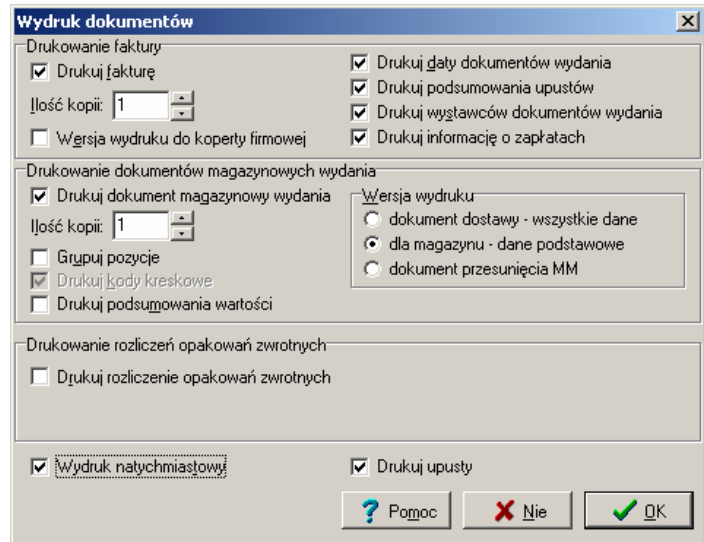 Wydruk dokumentów
Drukowanie faktury
Drukuj fakturę
Ilość kopii: 1
Wersja wydruku do koperty firmowej
Drukuj daty dokumentów wydania
Drukuj podsumowania upustów
Drukuj wystawców dokumentów wydania
Drukuj informację o zapłatach
Drukowanie dokumentów magazynowych wydania
Drukuj dokument magazynowy wydania
Ilość kopii: 1
Grupuj pozycje
Drukuj kody kreskowe
Drukuj podsumowania wartości
Wersja wydruku
dokument dostawy - wszystkie dane
dla magazynu - dane podstawowe
dokument przesunięcia MM
Drukowanie rozliczeń opakowań zwrotnych
Drukuj rozliczenie opakowań zwrotnych
Wydruk natychmiastowy
Drukuj upusty
? Pomoc
Nie
OK